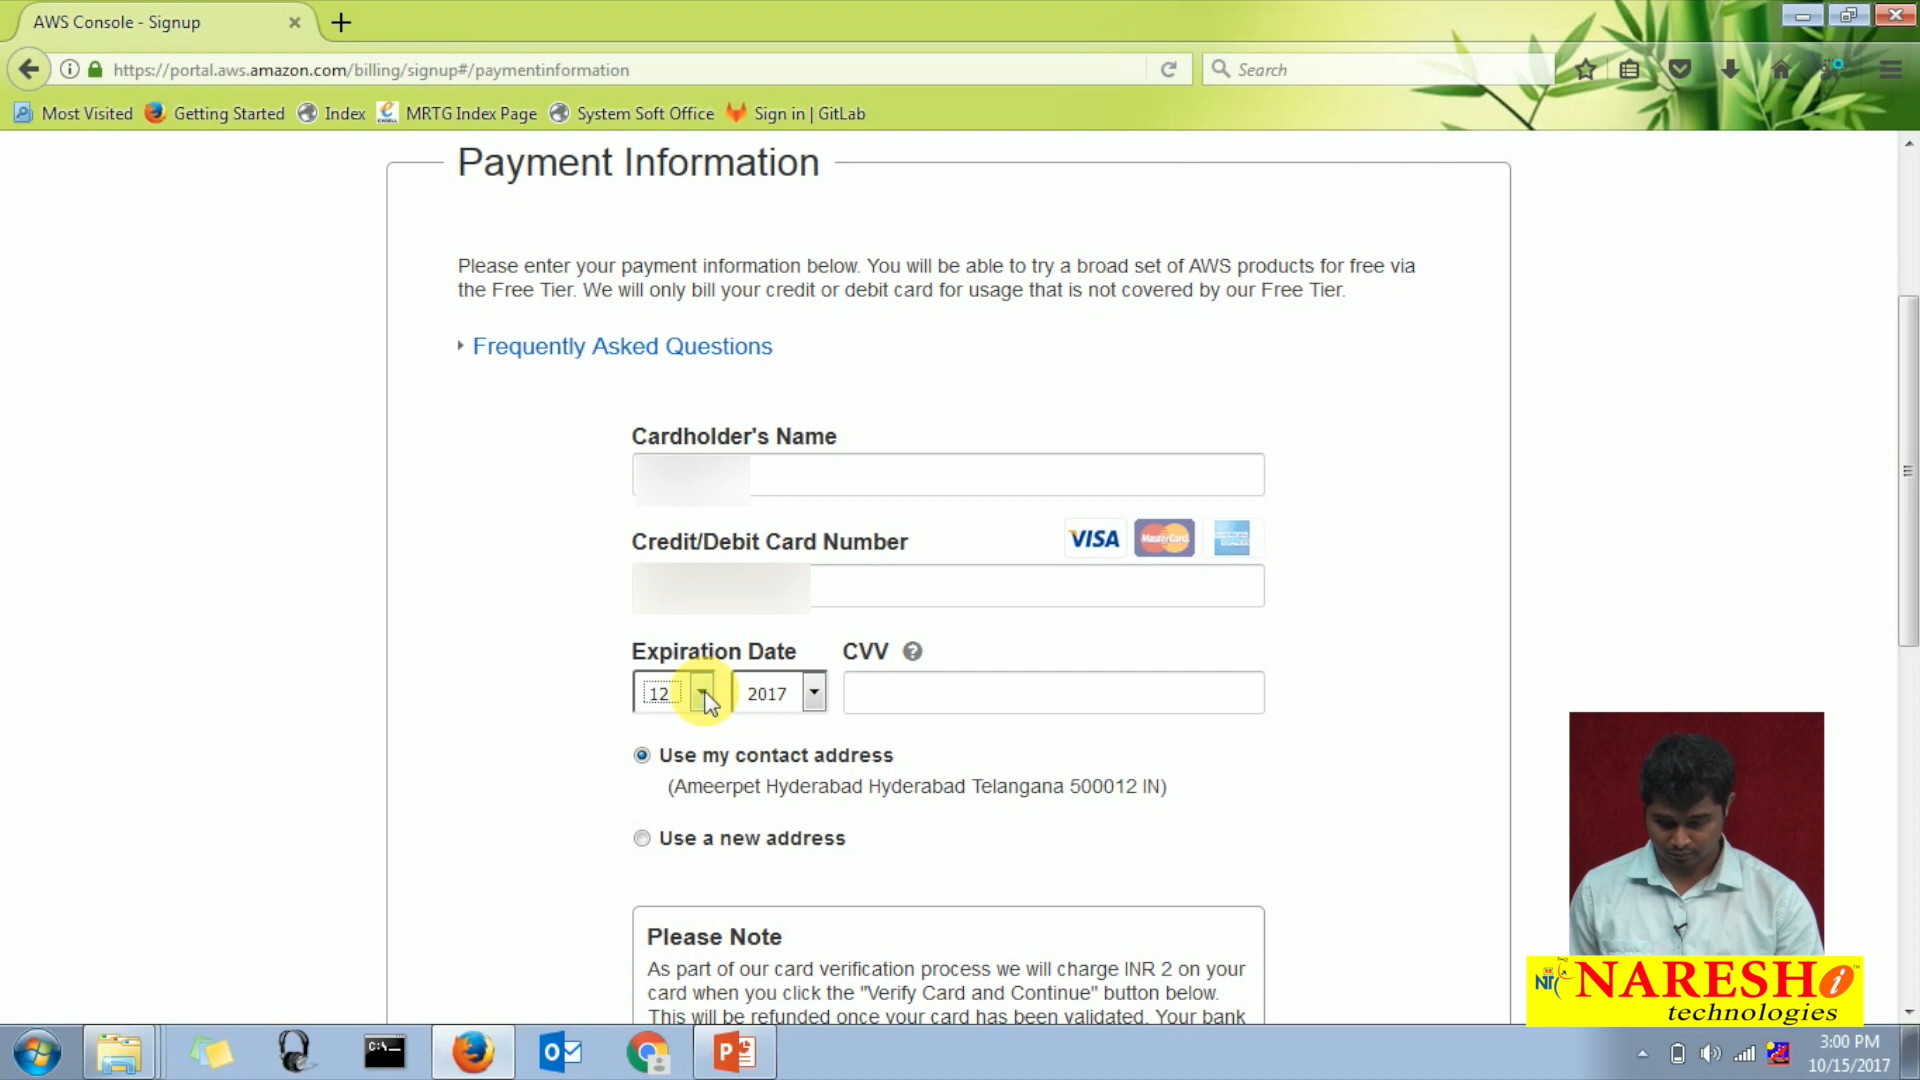 AWS Console - Signup
https://portal.aws.amazon.com/billing/signup#/paymentinformation
Search
Most Visited
Getting Started
Index
MRTG Index Page
System Soft Office
Sign in | GitLab
Payment Information
Please enter your payment information below. You will be able to try a broad set of AWS products for free via
the Free Tier. We will only bill your credit or debit card for usage that is not covered by our Free Tier.
Frequently Asked Questions
Cardholder's Name
Credit/Debit Card Number
VISA
MasterCard
Expiration Date
CVV
?
12
2017
Use my contact address
(Ameerpet Hyderabad Hyderabad Telangana 500012 IN)
Use a new address
Please Note
As part of our card verification process we will charge INR 2 on your
card when you click the "Verify Card and Continue" button below.
This will be refunded once your card has been validated. Your bank
NARESH i
technologies
3:00 PM
10/15/2017